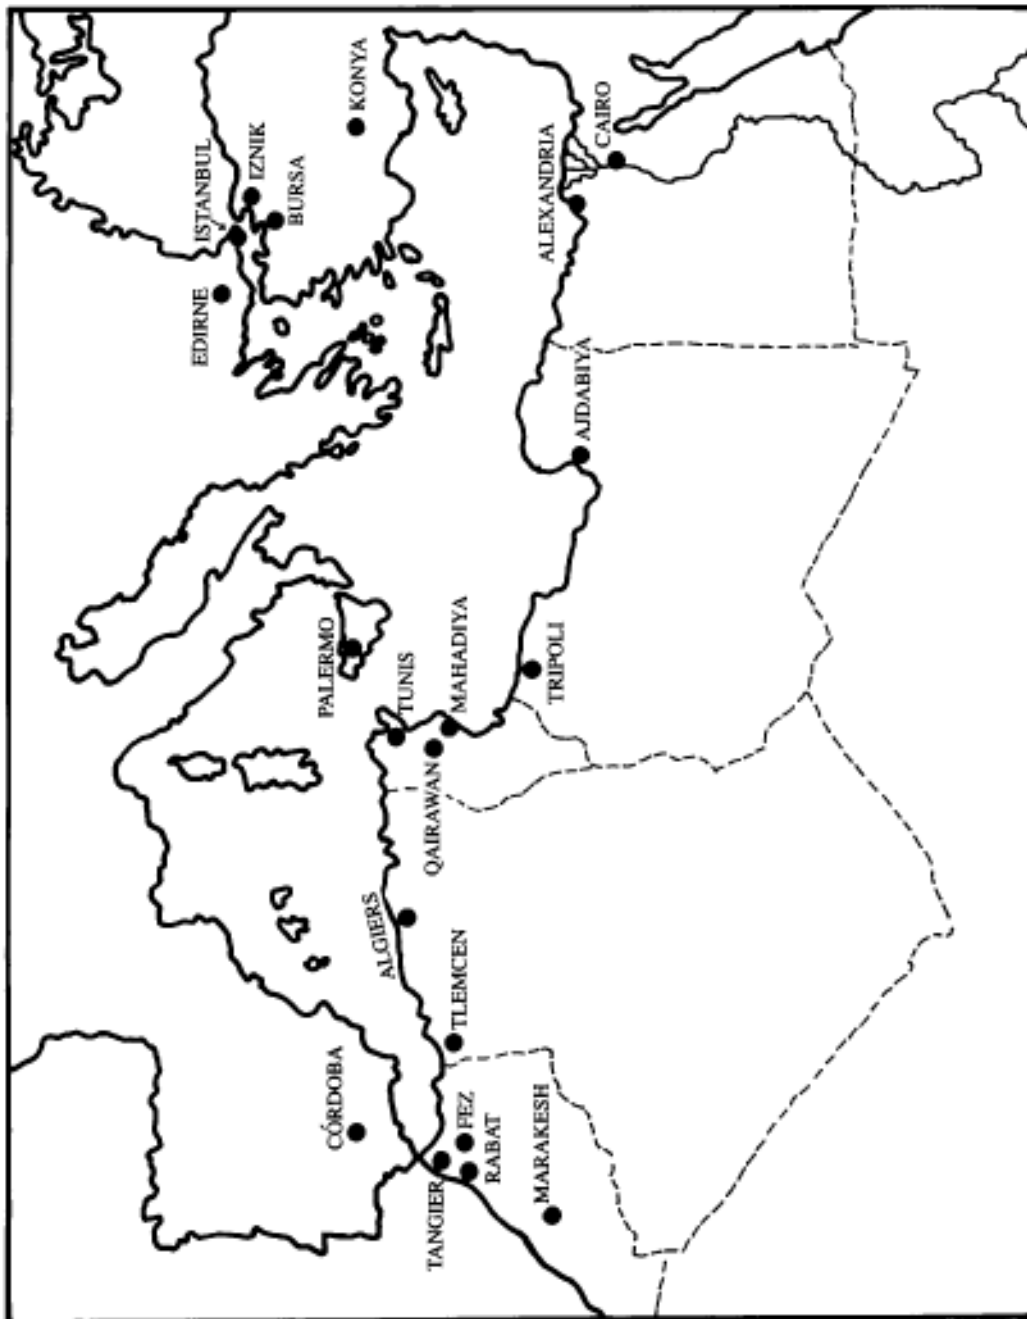 KONYA
IZNIK
ISTANBUL
BURSA
EDIRNE
CAIRO
ALEXANDRIA
AJDABIYA
PALERMO
TUNIS
MAHADIYA
TRIPOLI
QAIRAWAN
ALGIERS
TLEMCEN
CÓRDOBA
FEZ
RABAT
TANGIER
MARAKESH